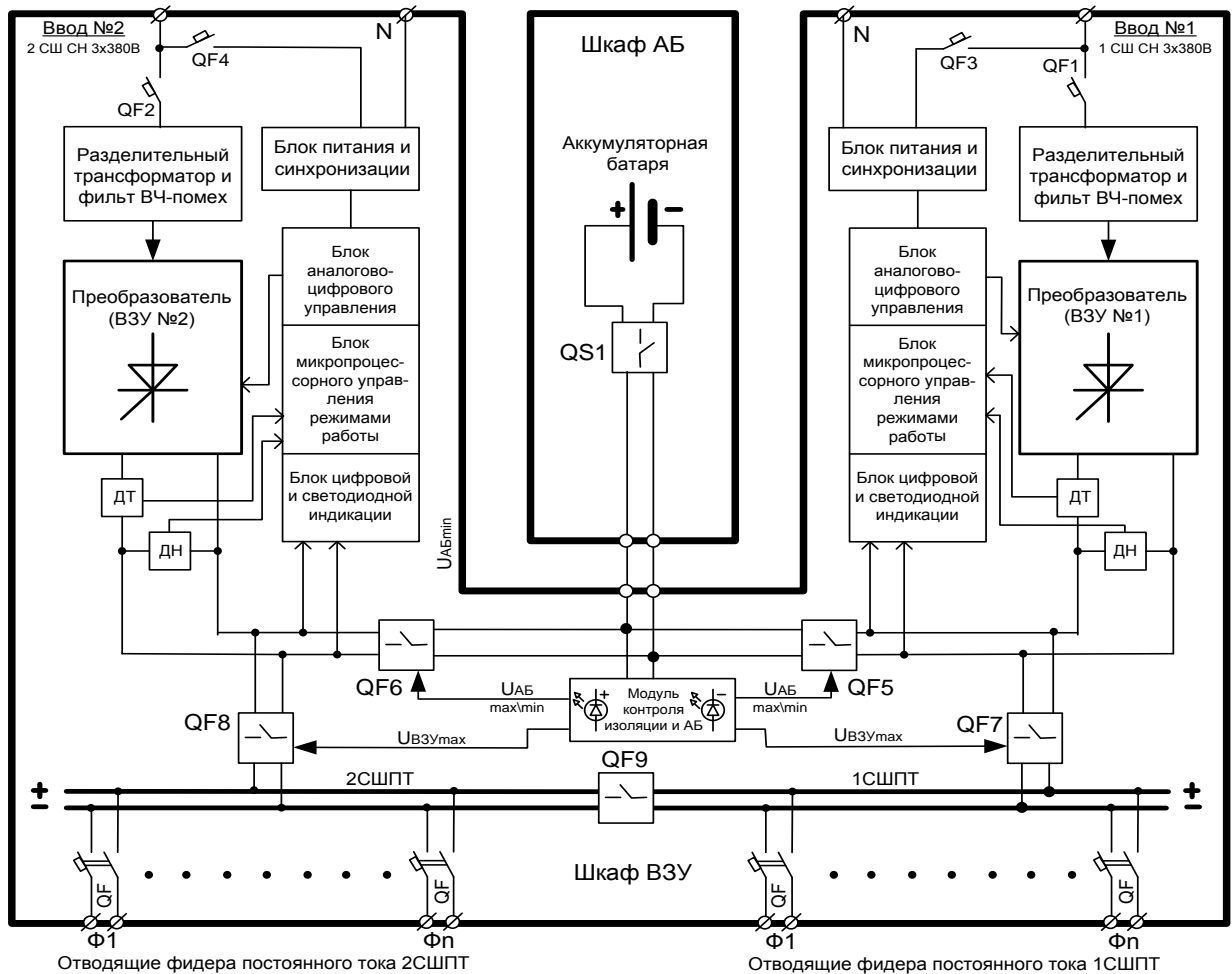 Ввод №2
2 СШ СН 3х380В
N
QF4
QF2
Разделительный
трансформатор и
фильт ВЧ-помех
Блок питания и
синхронизации
Преобразователь
(ВЗУ №2)
Блок
аналогово-
цифрового
управления
Блок
микропроцес-
сорного управ-
ления
режимами
работы
Блок цифровой
и светодиодной
индикации
ДТ
ДН
UАБmin
Шкаф АБ
Аккумуляторная
батаря
+
−
QS1
Ввод №1
1 СШ СН 3х380В
N
QF3
QF1
Блок питания и
синхронизации
Разделительный
трансформатор и
фильт ВЧ-помех
Блок
аналогово-
цифрового
управления
Блок
микропроцес-
сорного управ-
ления
режимами
работы
Блок цифровой
и светодиодной
индикации
Преобразователь
(ВЗУ №1)
ДТ
ДН
QF6
UАБ
max\min
+
Модуль
контроля
изоляции и АБ
−
UАБ
max\min
QF5
QF8
UВЗУmax
UВЗУmax
QF7
QF9
2СШПТ
1СШПТ
+
−
+
−
QF
QF
Шкаф ВЗУ
QF
QF
Ф1
Фn
Ф1
Фn
Отводящие фидера постоянного тока 2СШПТ
Отводящие фидера постоянного тока 1СШПТ